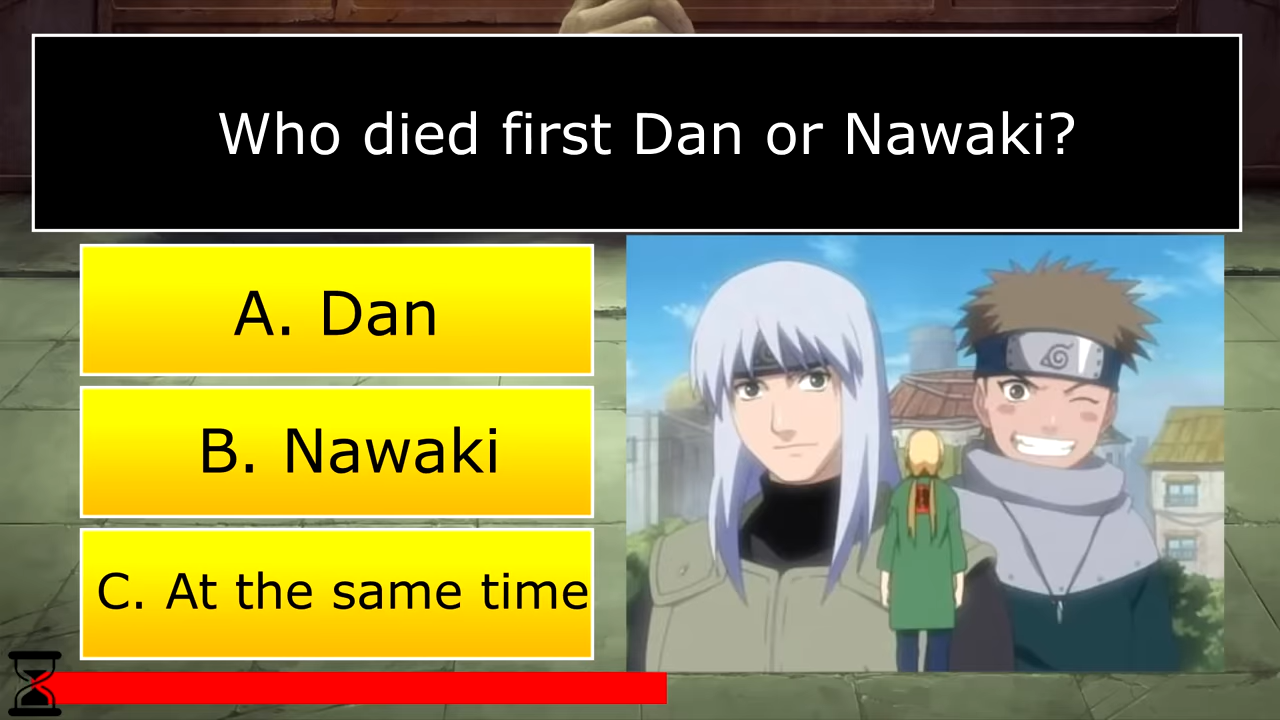 Who died first Dan or Nawaki?
A. Dan
B. Nawaki
C. At the same time